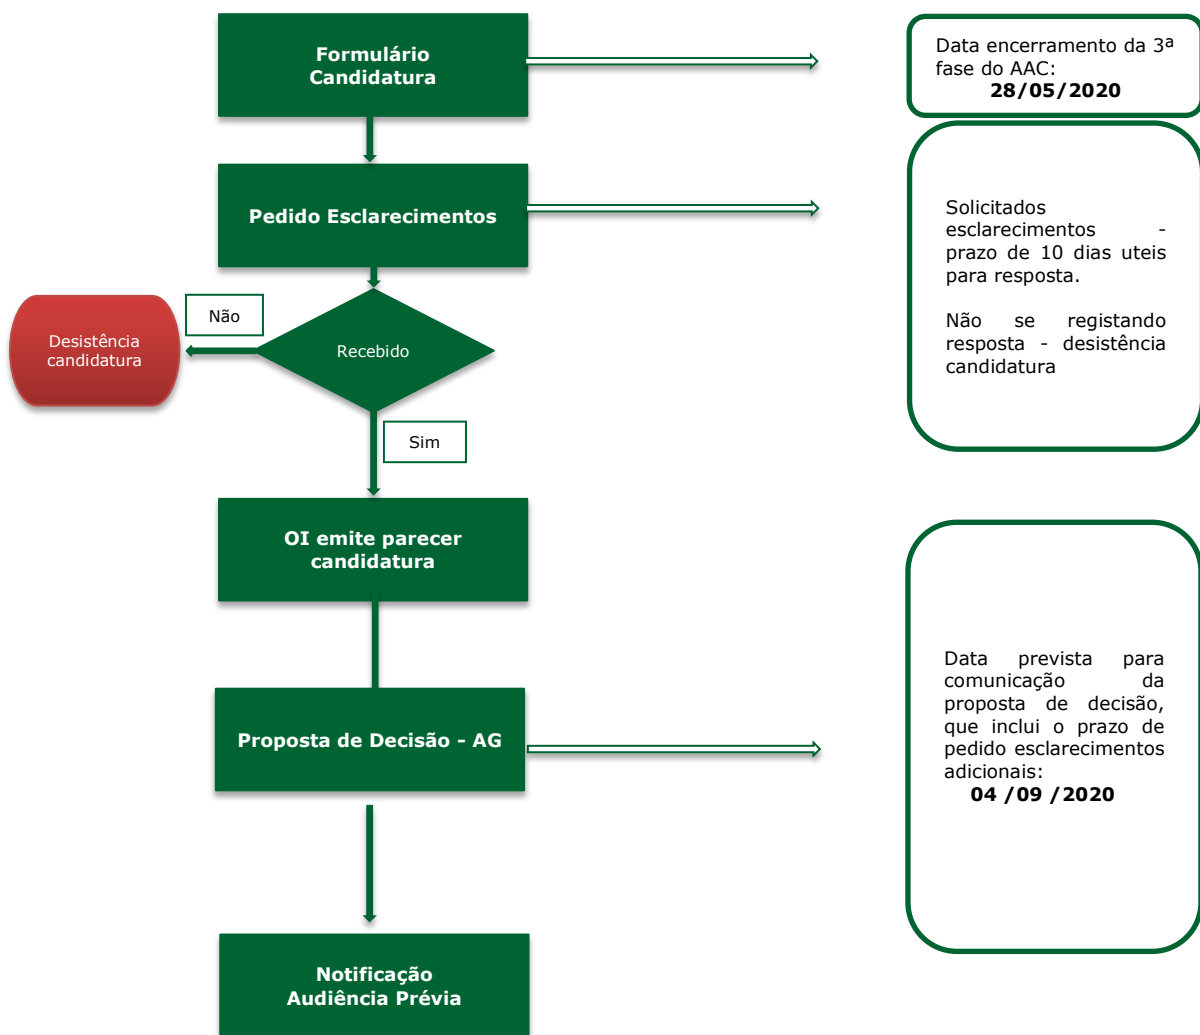 Formulário
Candidatura
Data encerramento da 3ª
fase do AAC:
28/05/2020
Pedido Esclarecimentos
Solicitados
esclarecimentos -
prazo de 10 dias uteis
para resposta.
Não se registando
resposta - desistência
candidatura
Não
Desistência
candidatura
Recebido
Sim
OI emite parecer
candidatura
Proposta de Decisão - AG
Data prevista para
comunicação da
proposta de decisão,
que inclui o prazo de
pedido esclarecimentos
adicionais:
04 /09 /2020
Notificação
Audiência Prévia